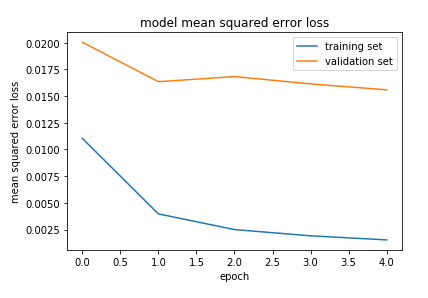 model mean squared error loss
training set
validation set
mean squared error loss
0.0200
0.0175
0.0150
0.0125
0.0100
0.0075
0.0050
0.0025
0.0 0.5 1.0 1.5 2.0 2.5 3.0 3.5 4.0
epoch